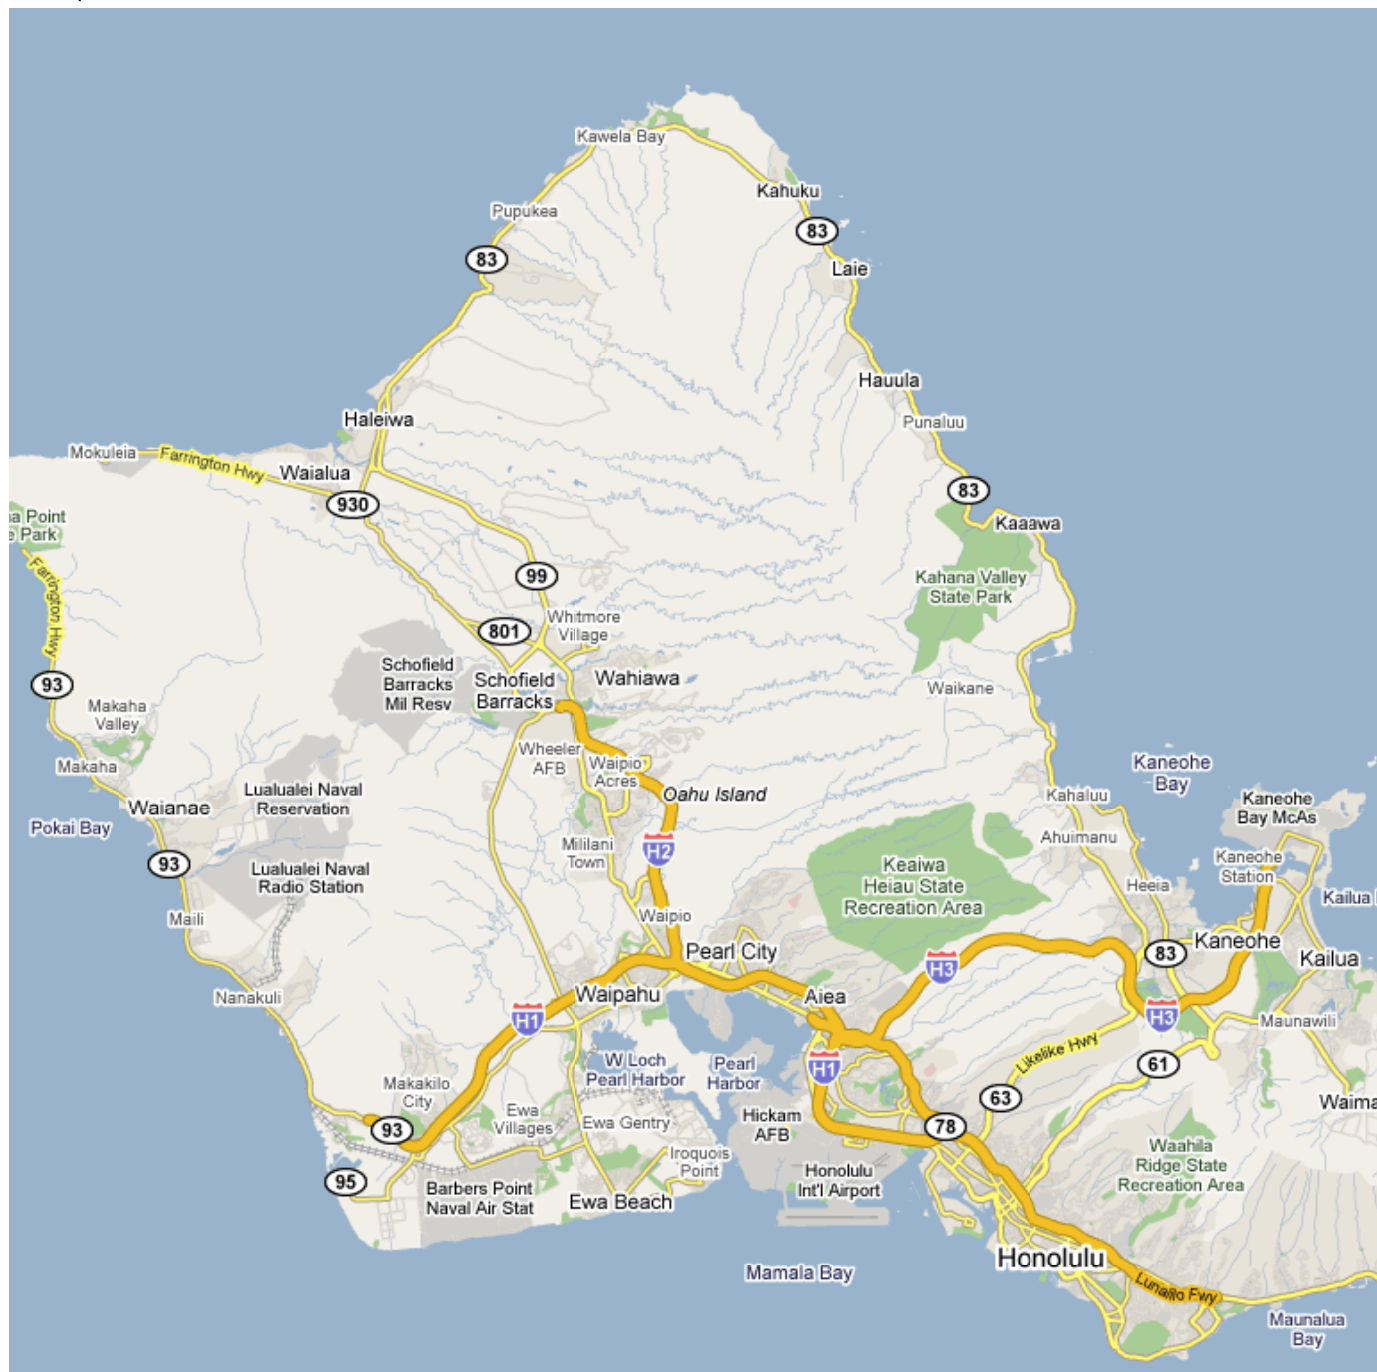 Kawela Bay
Kahuku
Pupukea
83
83
Laie
Hauula
Haleiwa
Punaluu
Mokuleia
Farrington Hwy
Waialua
83
930
na Point
e Park
Kaaawa
Farrington Hwy
99
Kahana Valley
State Park
801
Whitmore
Village
Schofield
Barracks
Mil Resv
Schofield
Barracks
Wahiawa
93
Waikane
Makaha
Valley
Wheeler
AFB
Waipio
Acres
Makaha
Kaneohe
Bay
Lualualei Naval
Reservation
Oahu Island
Kahaluu
Kaneohe
Bay McAs
Waianae
Pokai Bay
Ahuimanu
Mililani
Town
H2
93
Lualualei Naval
Radio Station
Keaiwa
Heiau State
Recreation Area
Kaneohe
Station
Heeia
Kailua
Maili
Waipio
Pearl City
83
Kaneohe
Kailua
H3
Nanakuli
Waipahu
Aiea
H1
H3
Maunawili
W Loch
Pearl Harbor
Pearl
Harbor
H1
Likelike Hwy
61
Makakilo
City
63
Waima
Ewa
Villages
Ewa Gentry
Hickam
AFB
93
78
Iroquois
Point
Waahila
Ridge State
Recreation Area
95
Barbers Point
Naval Air Stat
Ewa Beach
Honolulu
Int'l Airport
Honolulu
Mamala Bay
Lunalilo Fwy
Maunalua
Bay